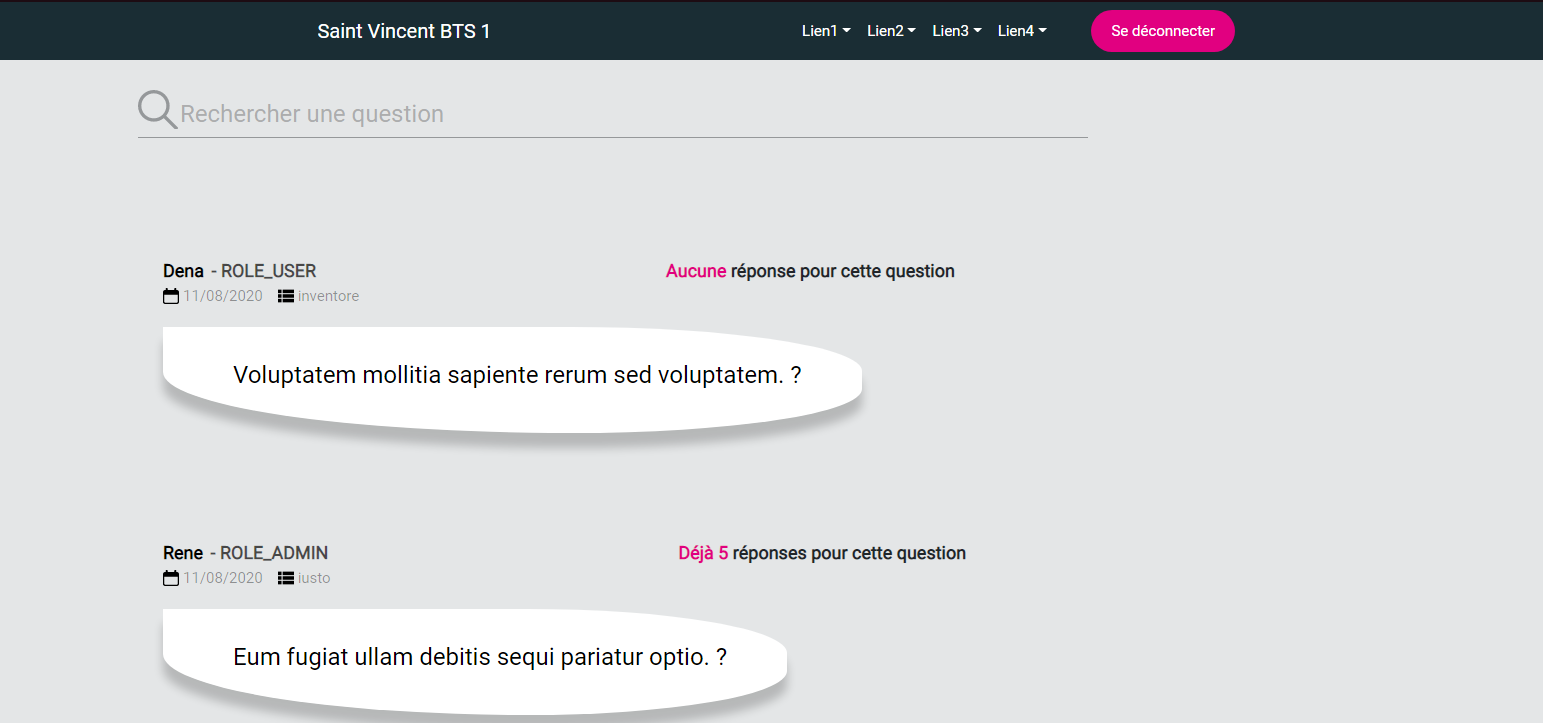 Saint Vincent BTS 1 Lien1 Lien2 Lien3 Lien4 Se déconnecter
Rechercher une question
Dena - ROLE_USER Aucune réponse pour cette question
11/08/2020 inventore
Voluptatem mollitia sapiente rerum sed voluptatem. ?
Rene - ROLE_ADMIN Déjà 5 réponses pour cette question
11/08/2020 iusto
Eum fugiat ullam debitis sequi pariatur optio. ?